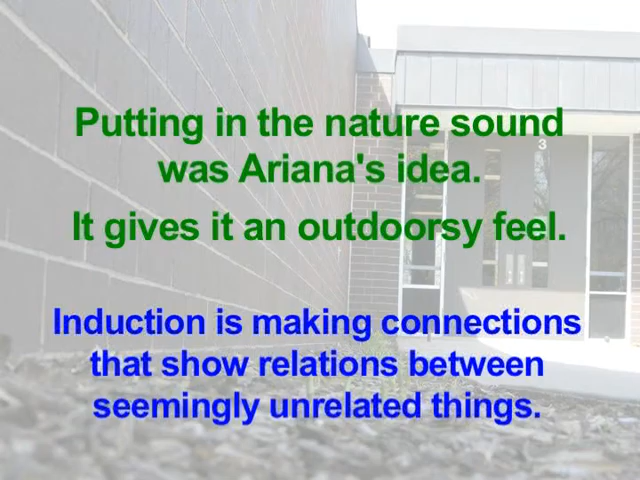 Putting in the nature sound
was Ariana's idea.
It gives it an outdoorsy feel.
3
Induction is making connections
that show relations between
seemingly unrelated things.